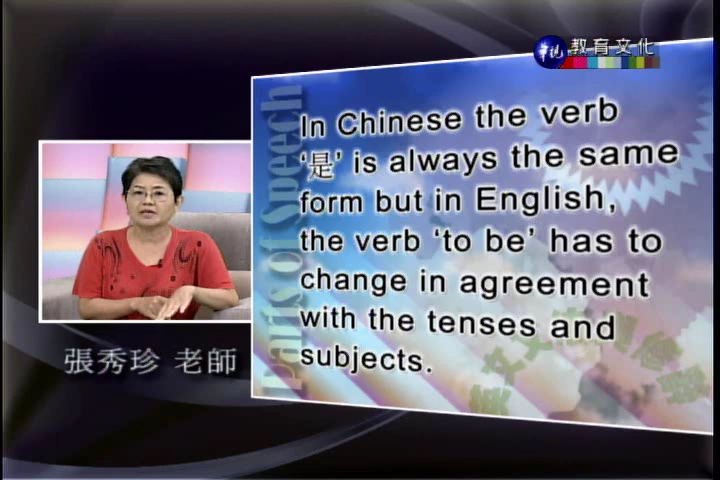 華視 教育文化
Parts of Speech
In Chinese the verb
‘是’ is always the same
form but in English,
the verb ‘to be’ has to
change in agreement
with the tenses and
subjects.
張秀珍 老師